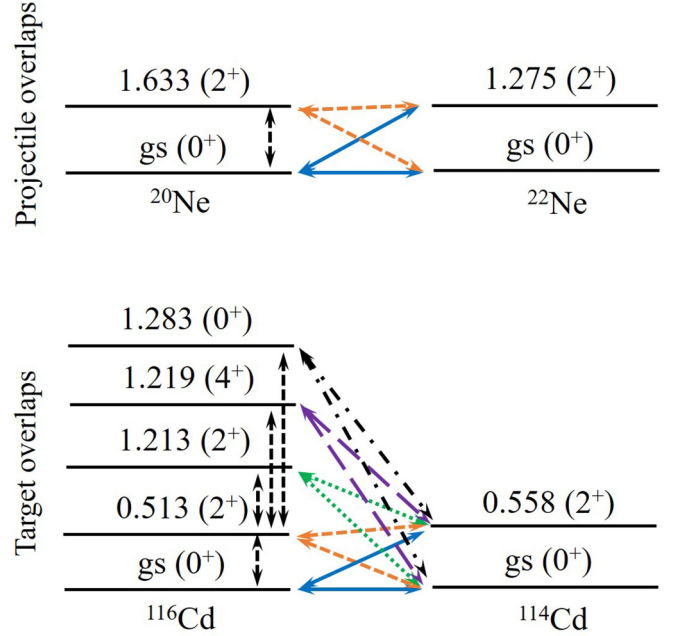 Projectile overlaps
1.633 (2⁺)
1.275 (2⁺)
gs (0⁺)
gs (0⁺)
²⁰Ne
²²Ne
Target overlaps
1.283 (0⁺)
1.219 (4⁺)
1.213 (2⁺)
0.513 (2⁺)
0.558 (2⁺)
gs (0⁺)
gs (0⁺)
¹¹⁶Cd
¹¹⁴Cd